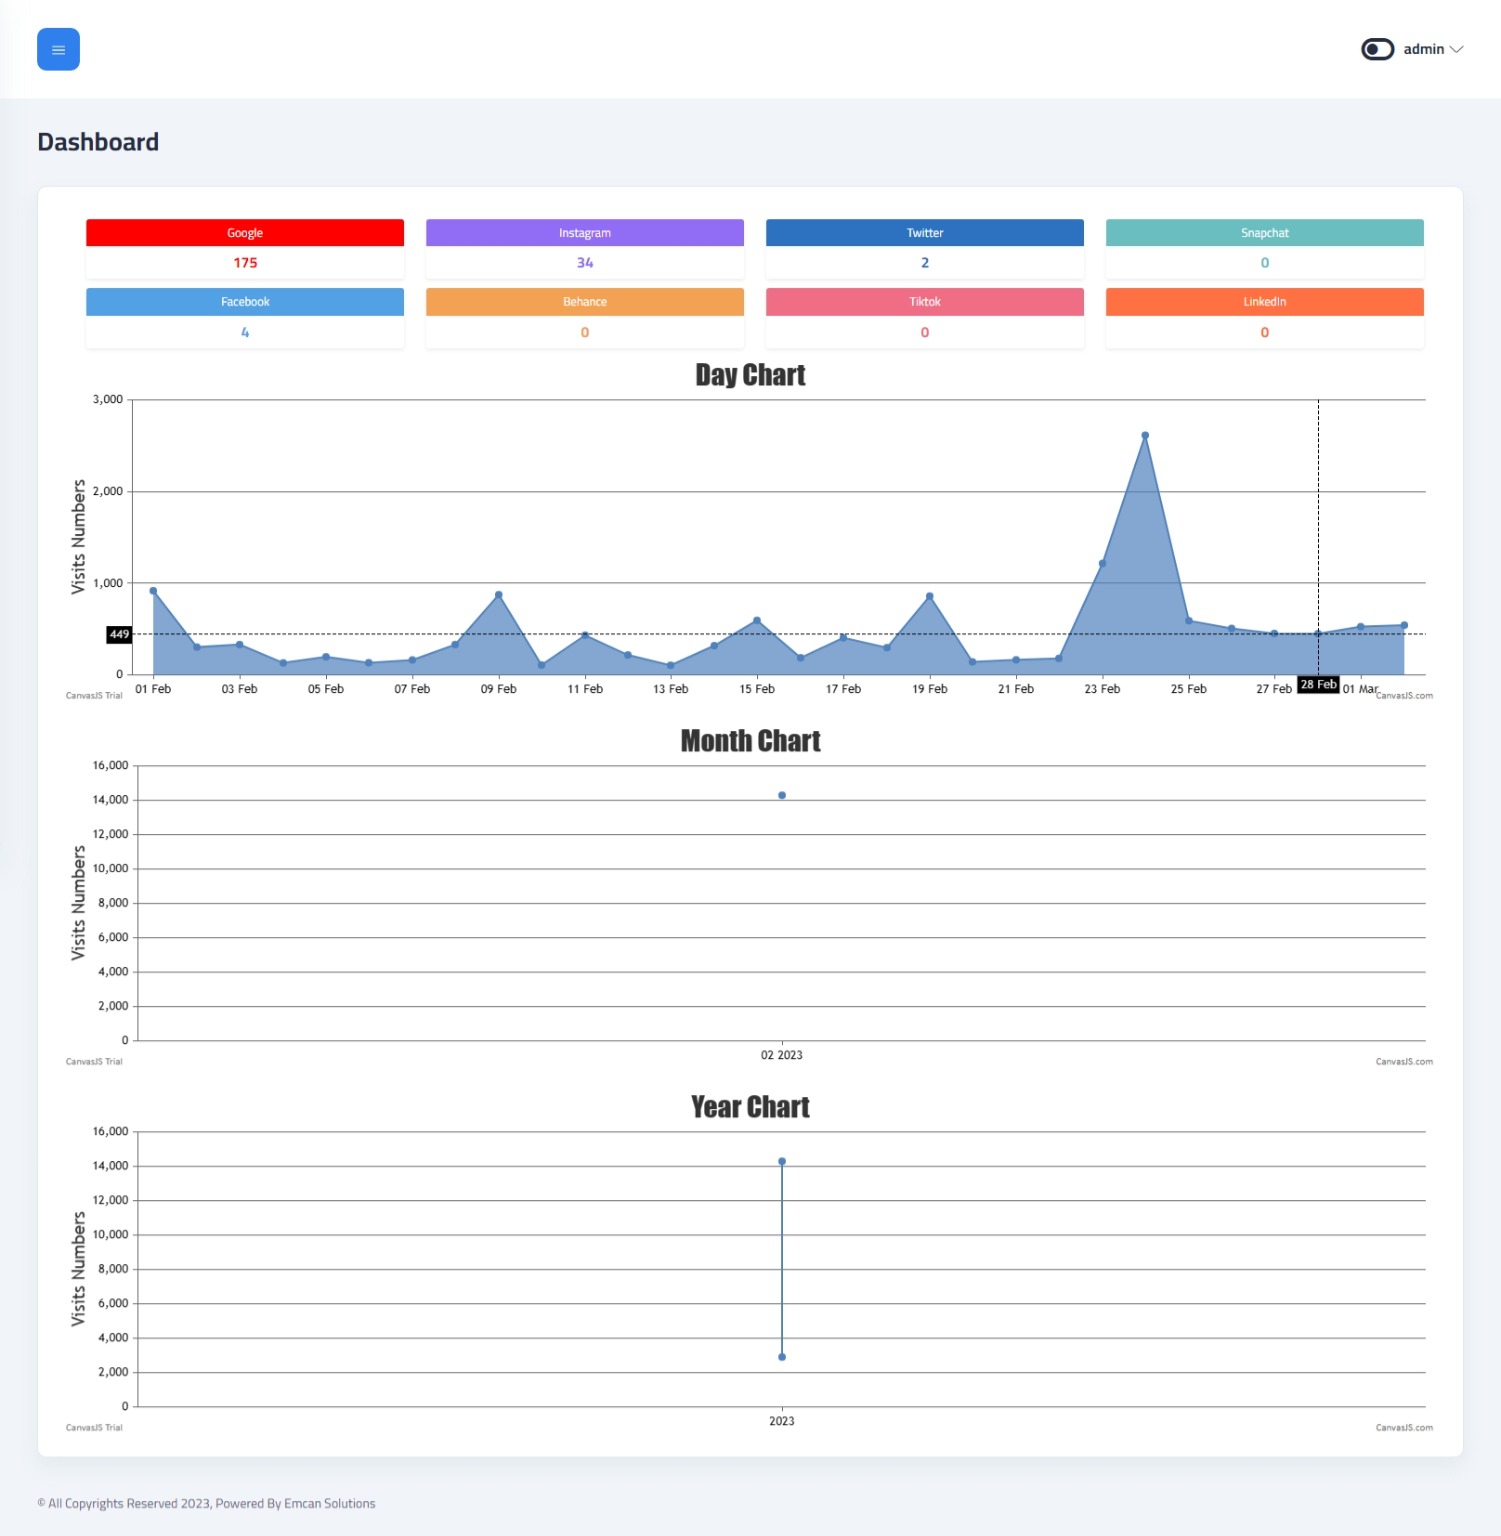 admin
Dashboard
Google
Instagram
Twitter
Snapchat
175
34
2
0
Facebook
Behance
Tiktok
LinkedIn
4
0
0
0
Day Chart
Visits Numbers
3,000
2,000
1,000
449
0
01 Feb
03 Feb
05 Feb
07 Feb
09 Feb
11 Feb
13 Feb
15 Feb
17 Feb
19 Feb
21 Feb
23 Feb
25 Feb
27 Feb
28 Feb
01 Mar
CanvasJS Trial
CanvasJS.com
Month Chart
Visits Numbers
16,000
14,000
12,000
10,000
8,000
6,000
4,000
2,000
0
02 2023
CanvasJS Trial
CanvasJS.com
Year Chart
Visits Numbers
16,000
14,000
12,000
10,000
8,000
6,000
4,000
2,000
0
2023
CanvasJS Trial
CanvasJS.com
© All Copyrights Reserved 2023, Powered By Emcan Solutions